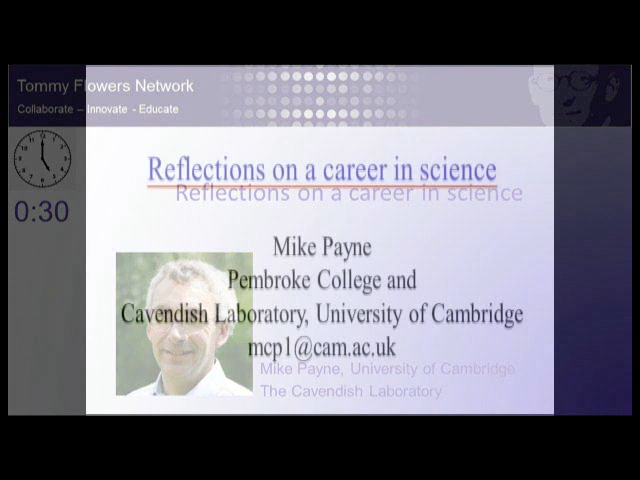 Tommy Flowers Network
Collaborate – Innovate - Educate
0:30
Reflections on a career in science
Reflections on a career in science
Mike Payne
Pembroke College and
Cavendish Laboratory, University of Cambridge
mcp1@cam.ac.uk
Mike Payne, University of Cambridge
The Cavendish Laboratory